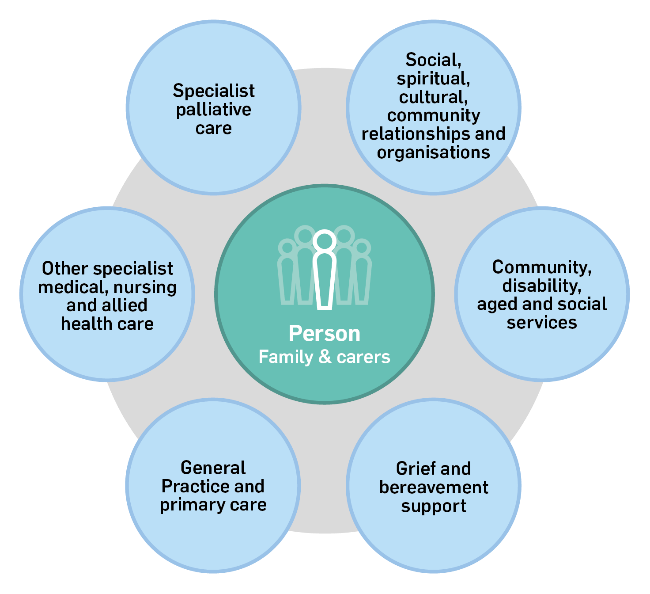 Specialist
palliative
care
Social,
spiritual,
cultural,
community
relationships and
organisations
Other specialist
medical, nursing
and allied
health care
Person
Family & carers
Community,
disability,
aged and social
services
General
Practice and
primary care
Grief and
bereavement
support